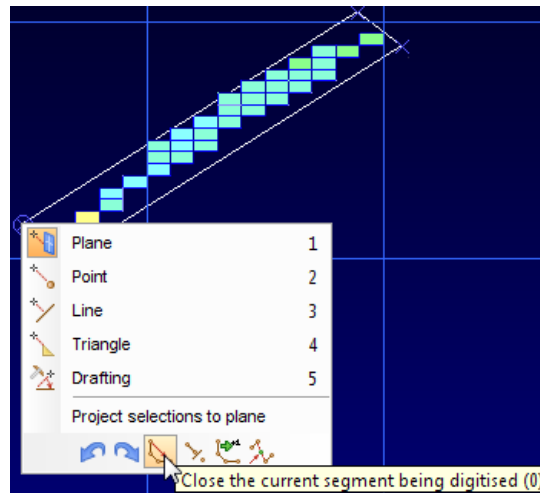 Plane 1
Point 2
Line 3
Triangle 4
Drafting 5
Project selections to plane
Close the current segment being digitised (0)